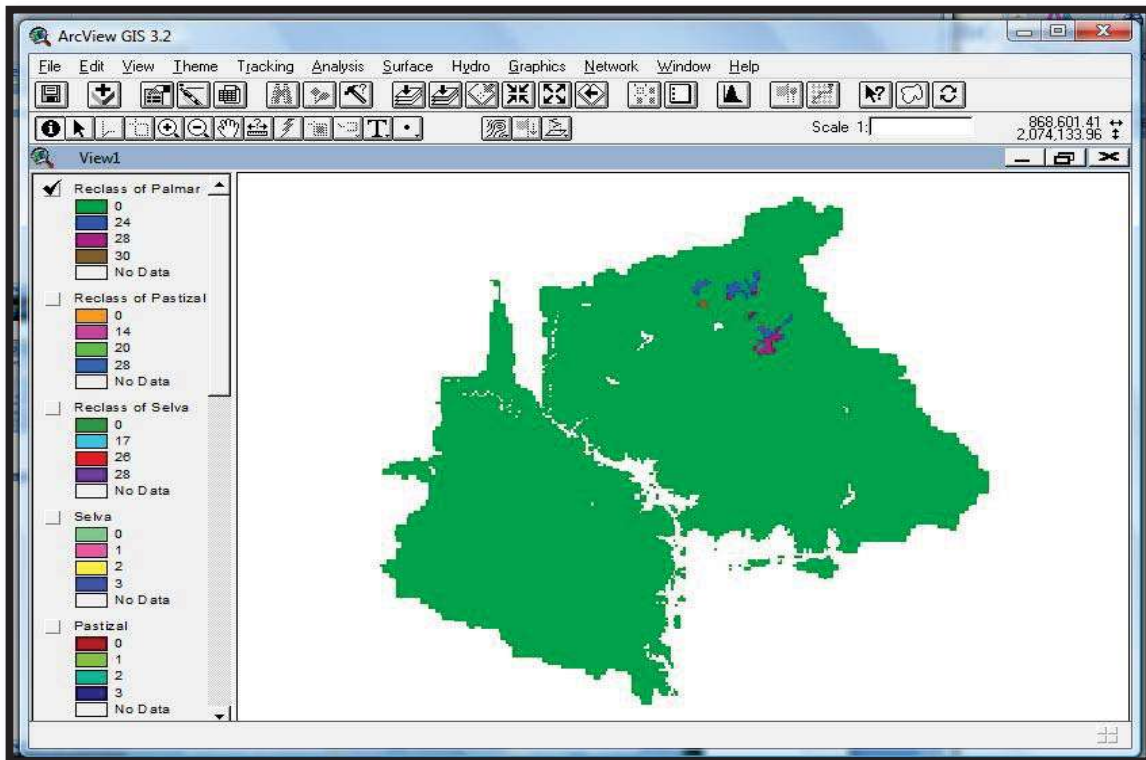 ArcView GIS 3.2
File Edit View Theme Tracking Analysis Surface Hydro Graphics Network Window Help
Scale 1:
868,601.41
2,074,133.96
View1
Reclass of Palmar
0
24
28
30
No Data
Reclass of Pastizal
0
14
20
28
No Data
Reclass of Selva
0
17
26
28
No Data
Selva
0
1
2
3
No Data
Pastizal
0
1
2
3
No Data